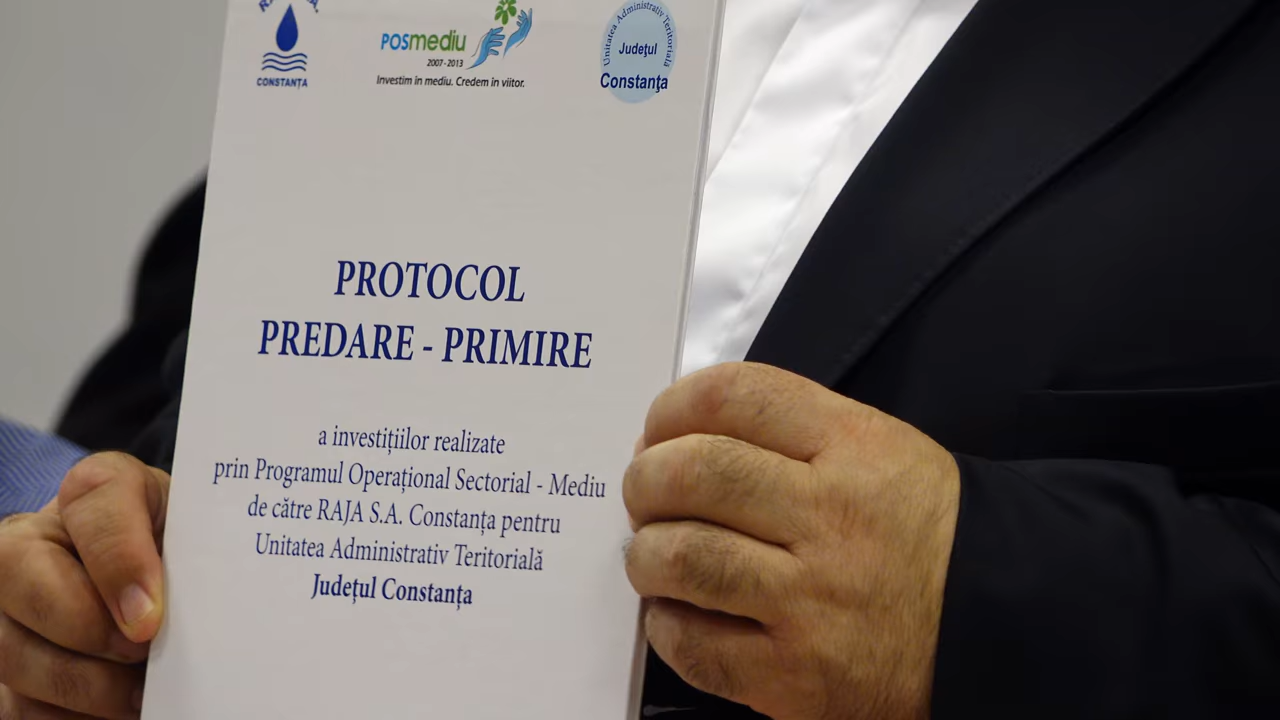 CONSTANȚA
POSmediu
2007-2013
Investim în mediu. Credem în viitor.
Unitatea Administrativ Teritorială
Județul
Constanța
PROTOCOL
PREDARE - PRIMIRE
a investițiilor realizate
prin Programul Operațional Sectorial - Mediu
de către RAJA S.A. Constanța pentru
Unitatea Administrativ Teritorială
Județul Constanța